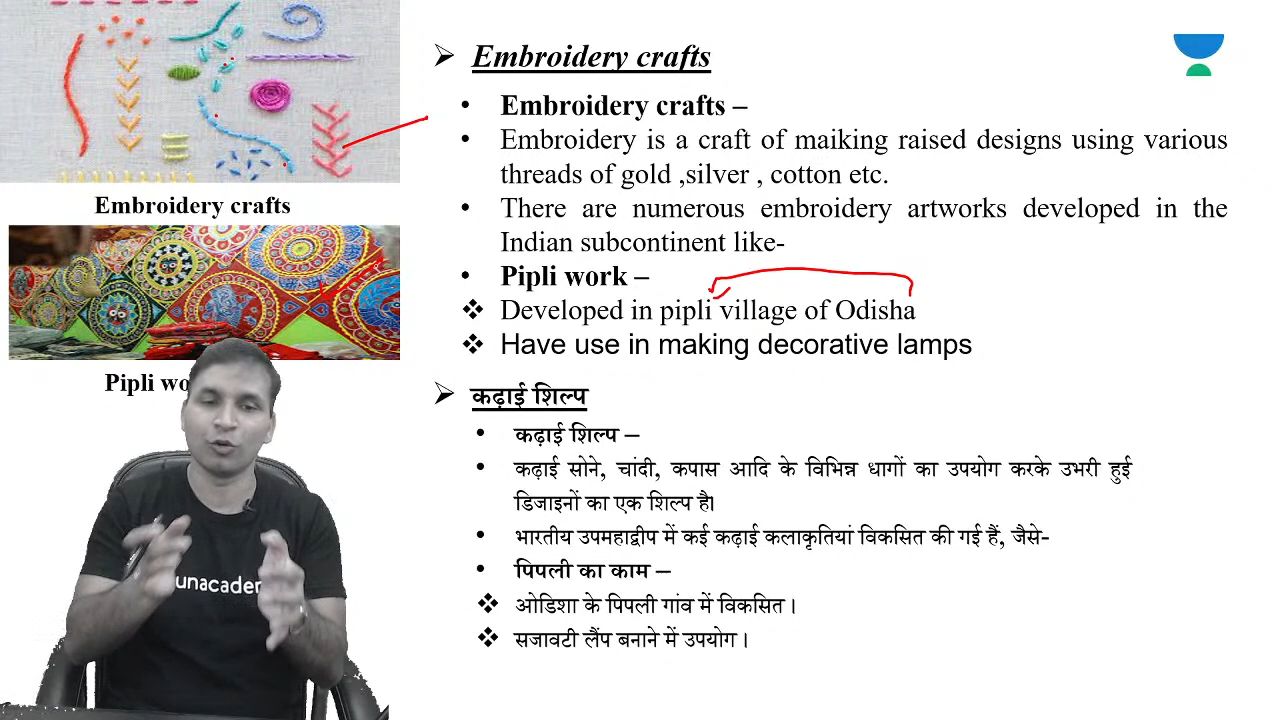 Embroidery crafts
Embroidery crafts –
Embroidery is a craft of maiking raised designs using various
threads of gold ,silver , cotton etc.
There are numerous embroidery artworks developed in the
Indian subcontinent like-
Pipli work –
Developed in pipli village of Odisha
Have use in making decorative lamps
कढ़ाई शिल्प
कढ़ाई शिल्प –
कढ़ाई सोने, चांदी, कपास आदि के विभिन्न धागों का उपयोग करके उभरी हुई
डिजाइनों का एक शिल्प है।
भारतीय उपमहाद्वीप में कई कढ़ाई कलाकृतियां विकसित की गई हैं, जैसे-
पिपली का काम –
ओडिशा के पिपली गांव में विकसित ।
सजावटी लैंप बनाने में उपयोग ।
Embroidery crafts
Pipli wo
unacadem